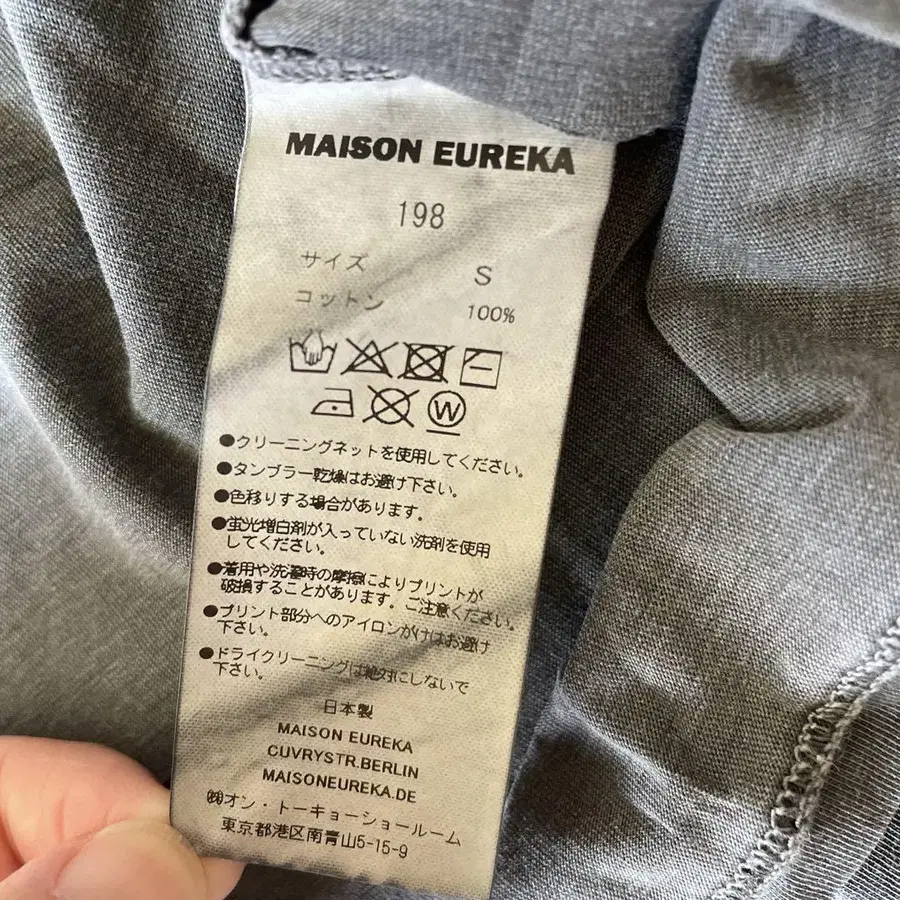 MAISON EUREKA
198
サイズ S
コットン 100%
W
●クリーニングネットを使用してください。
●タンブラー乾燥はお避け下さい。
●色移りする場合があります。
●蛍光増白剤が入っていない洗剤を使用
してください。
●着用や洗濯時の摩擦によりプリントが
破損することがあります。ご注意ください。
●プリント部分へのアイロンがけはお避け
下さい。
●ドライクリーニングは絶対にしないで
下さい。
日本製
MAISON EUREKA
CUVRYSTR.BERLIN
MAISONEUREKA.DE
㈱オン・トーキョーショールーム
東京都港区南青山5-15-9